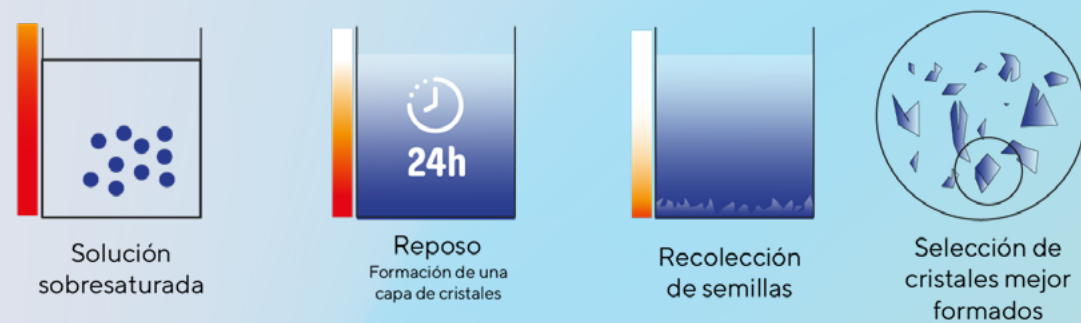 24h
Solución
sobresaturada
Reposo
Formación de una
capa de cristales
Recolección
de semillas
Selección de
cristales mejor
formados